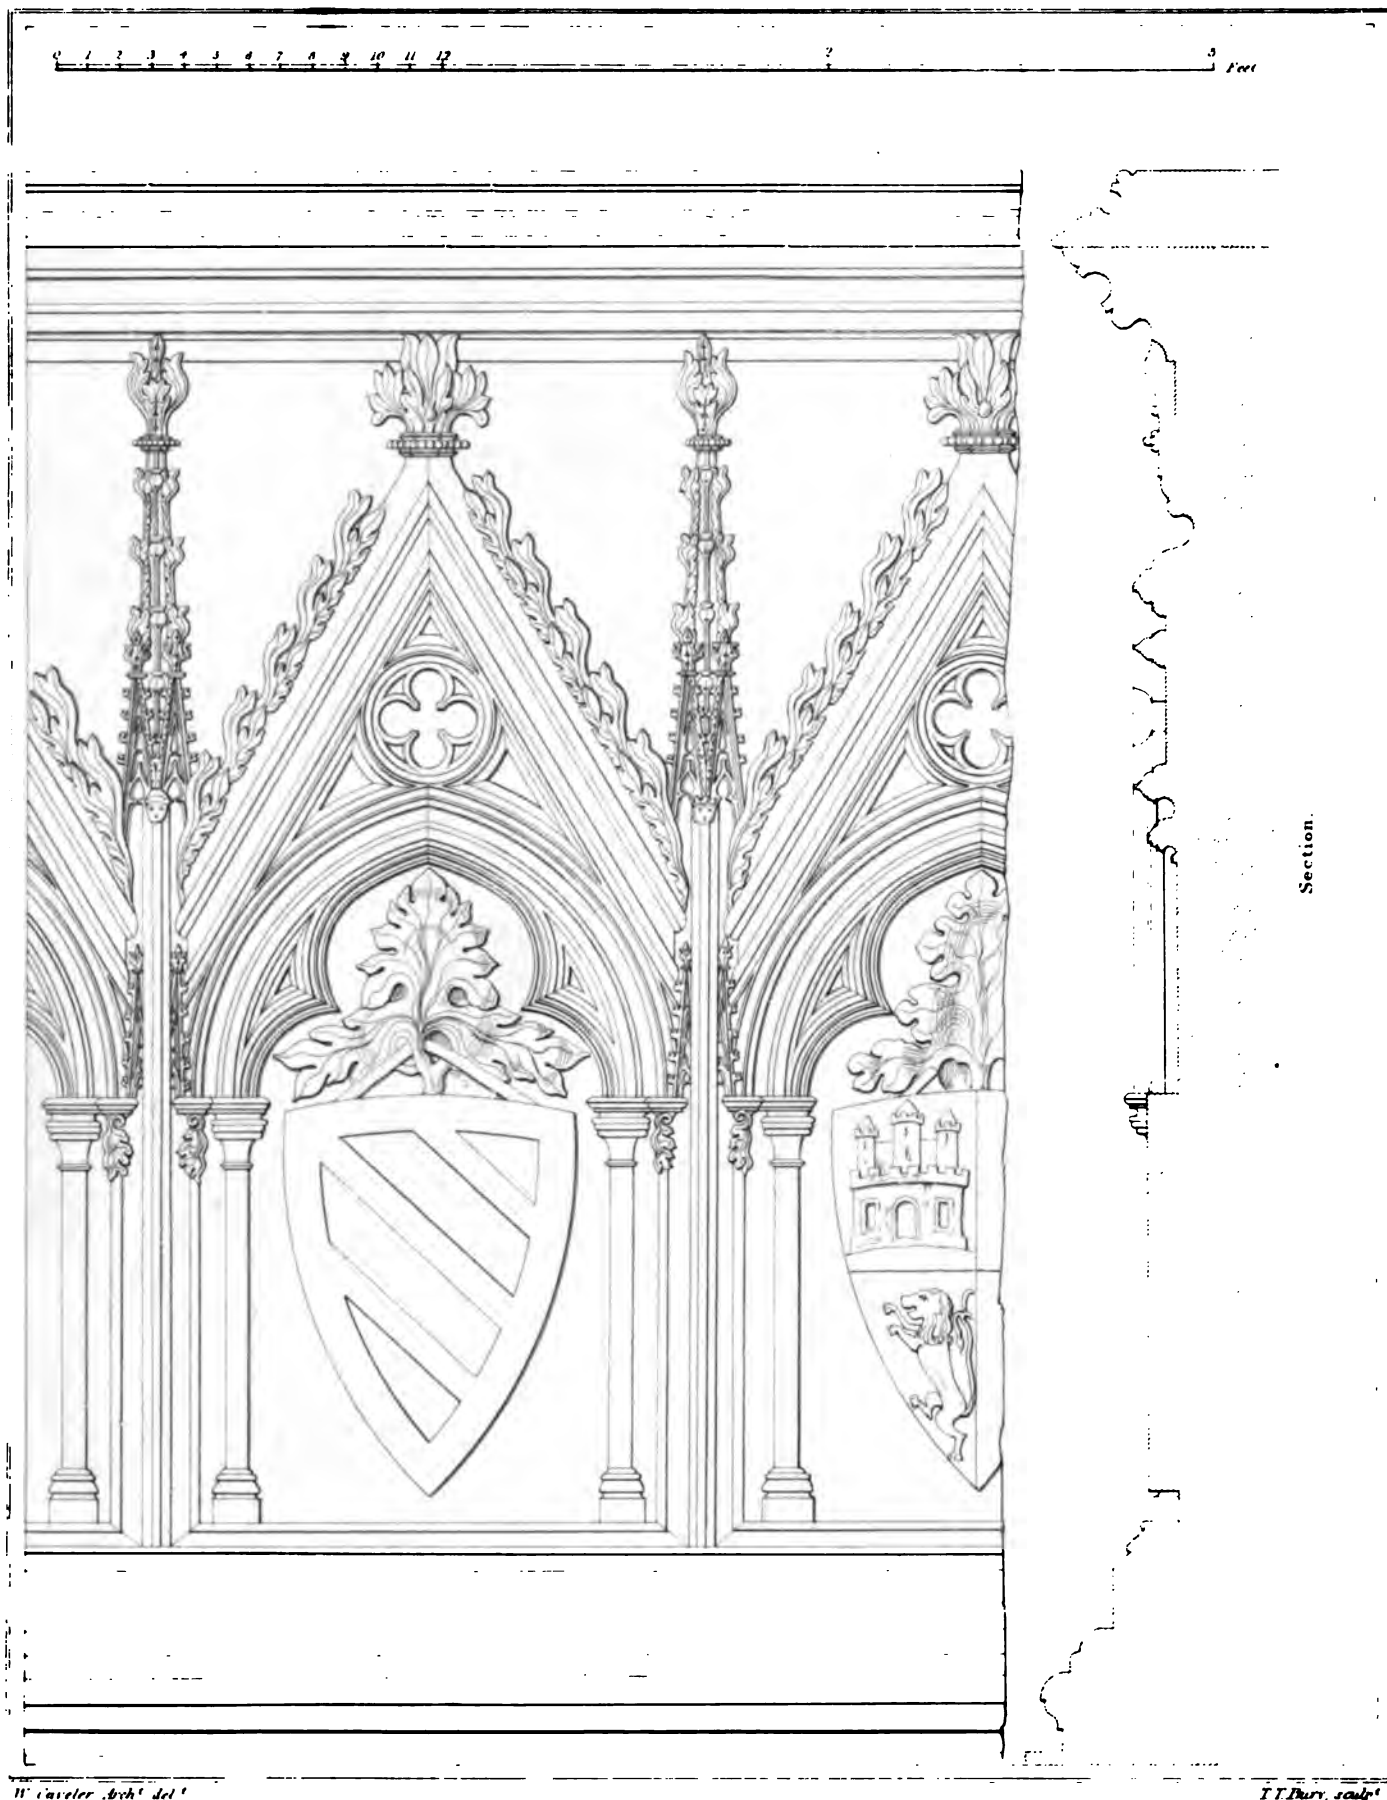 0 1 2 3 4 5 6 7 8 9 10 11 12 2 3 Feet
Section.
W. Caveler Archt. delt.
T.T. Bury, sculpt.